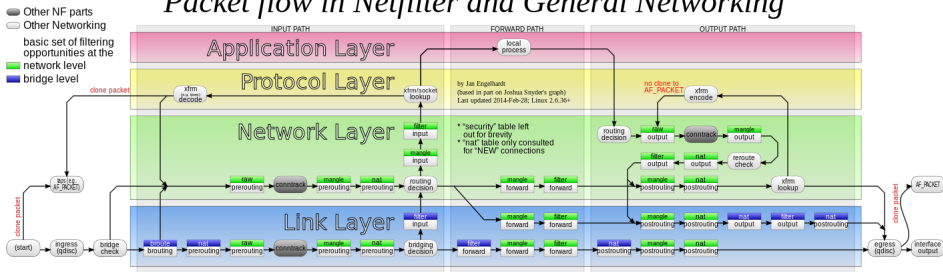 Packet flow in Netfilter and General Networking
Other NF parts
Other Networking
basic set of filtering
opportunities at the
network level
bridge level
INPUT PATH
FORWARD PATH
OUTPUT PATH
Application Layer
local
process
Protocol Layer
clone packet
xfrm
decode
xfrm/socket
lookup
by Jan Engelhardt
(based in part on Joshua Snyder's graph)
Last updated 2014-Feb-28; Linux 2.6.36+
no clone to
AF_PACKET
xfrm
encode
Network Layer
filter
input
* "security" table left
out for brevity
* "nat" table only consulted
for "NEW" connections
routing
decision
raw
output
conntrack
mangle
output
mangle
input
filter
output
nat
output
reroute
check
taps (e.g.
AF_PACKET)
raw
prerouting
conntrack
mangle
prerouting
nat
prerouting
routing
decision
mangle
forward
filter
forward
mangle
postrouting
nat
postrouting
xfrm
lookup
AF_PACKET
clone packet
clone packet
Link Layer
filter
input
mangle
forward
filter
forward
mangle
postrouting
nat
postrouting
nat
output
filter
output
nat
postrouting
(start)
ingress
(qdisc)
bridge
check
broute
brouting
nat
prerouting
raw
prerouting
conntrack
mangle
prerouting
nat
prerouting
bridging
decision
filter
forward
mangle
forward
filter
forward
nat
postrouting
mangle
postrouting
nat
postrouting
egress
(qdisc)
interface
output